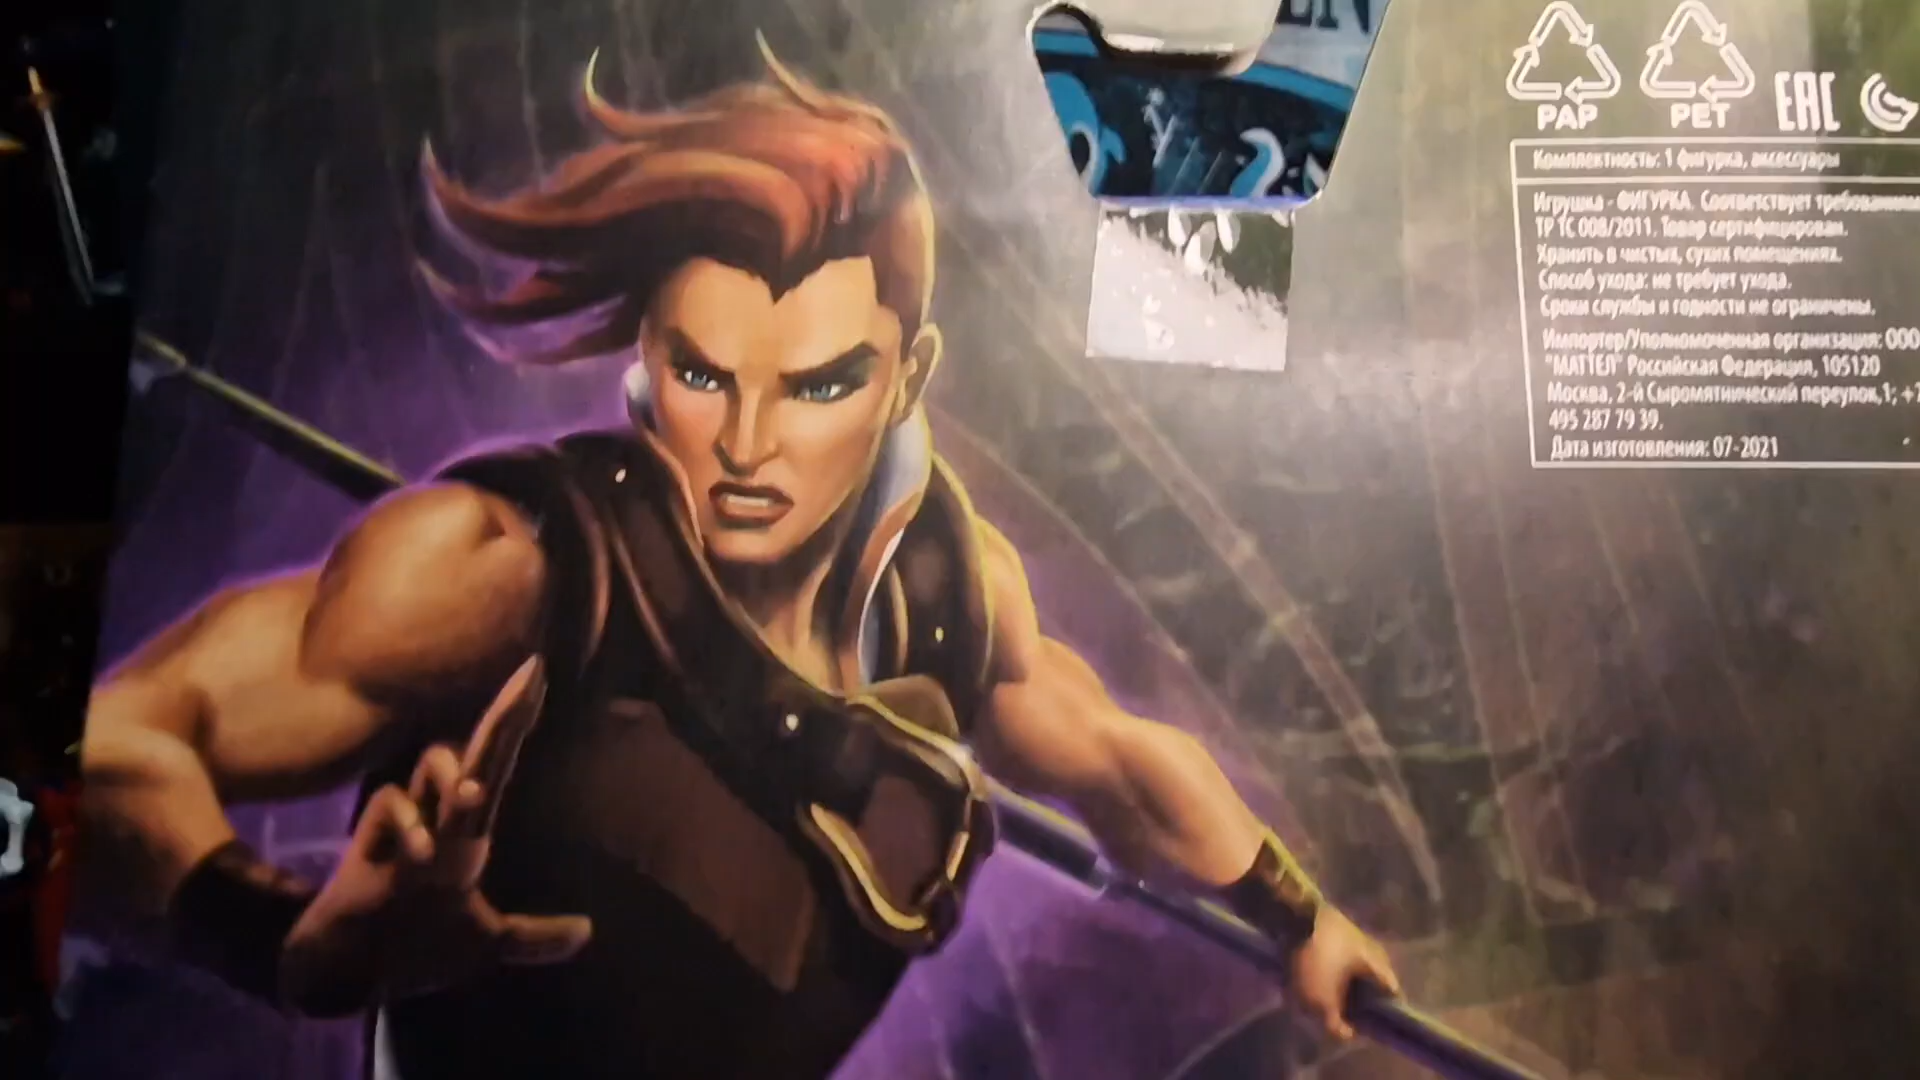 EN
PAP PET EAC
Комплектность: 1 фигурка, аксессуары
Игрушка - ФИГУРКА. Соответствует требованиям
ТР ТС 008/2011. Товар сертифицирован.
Хранить в чистых, сухих помещениях.
Способ ухода: не требует ухода.
Сроки службы и годности не ограничены.
Импортер/Уполномоченная организация: ООО
"МАТТЕЛ" Российская Федерация, 105120
Москва, 2-й Сыромятнический переулок,1; +7
495 287 79 39.
Дата изготовления: 07-2021